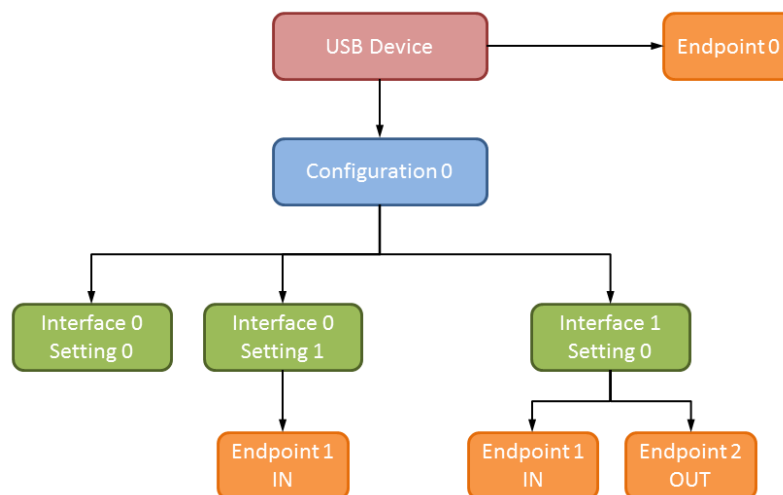 USB Device
Endpoint 0
Configuration 0
Interface 0
Setting 0
Interface 0
Setting 1
Interface 1
Setting 0
Endpoint 1
IN
Endpoint 1
IN
Endpoint 2
OUT